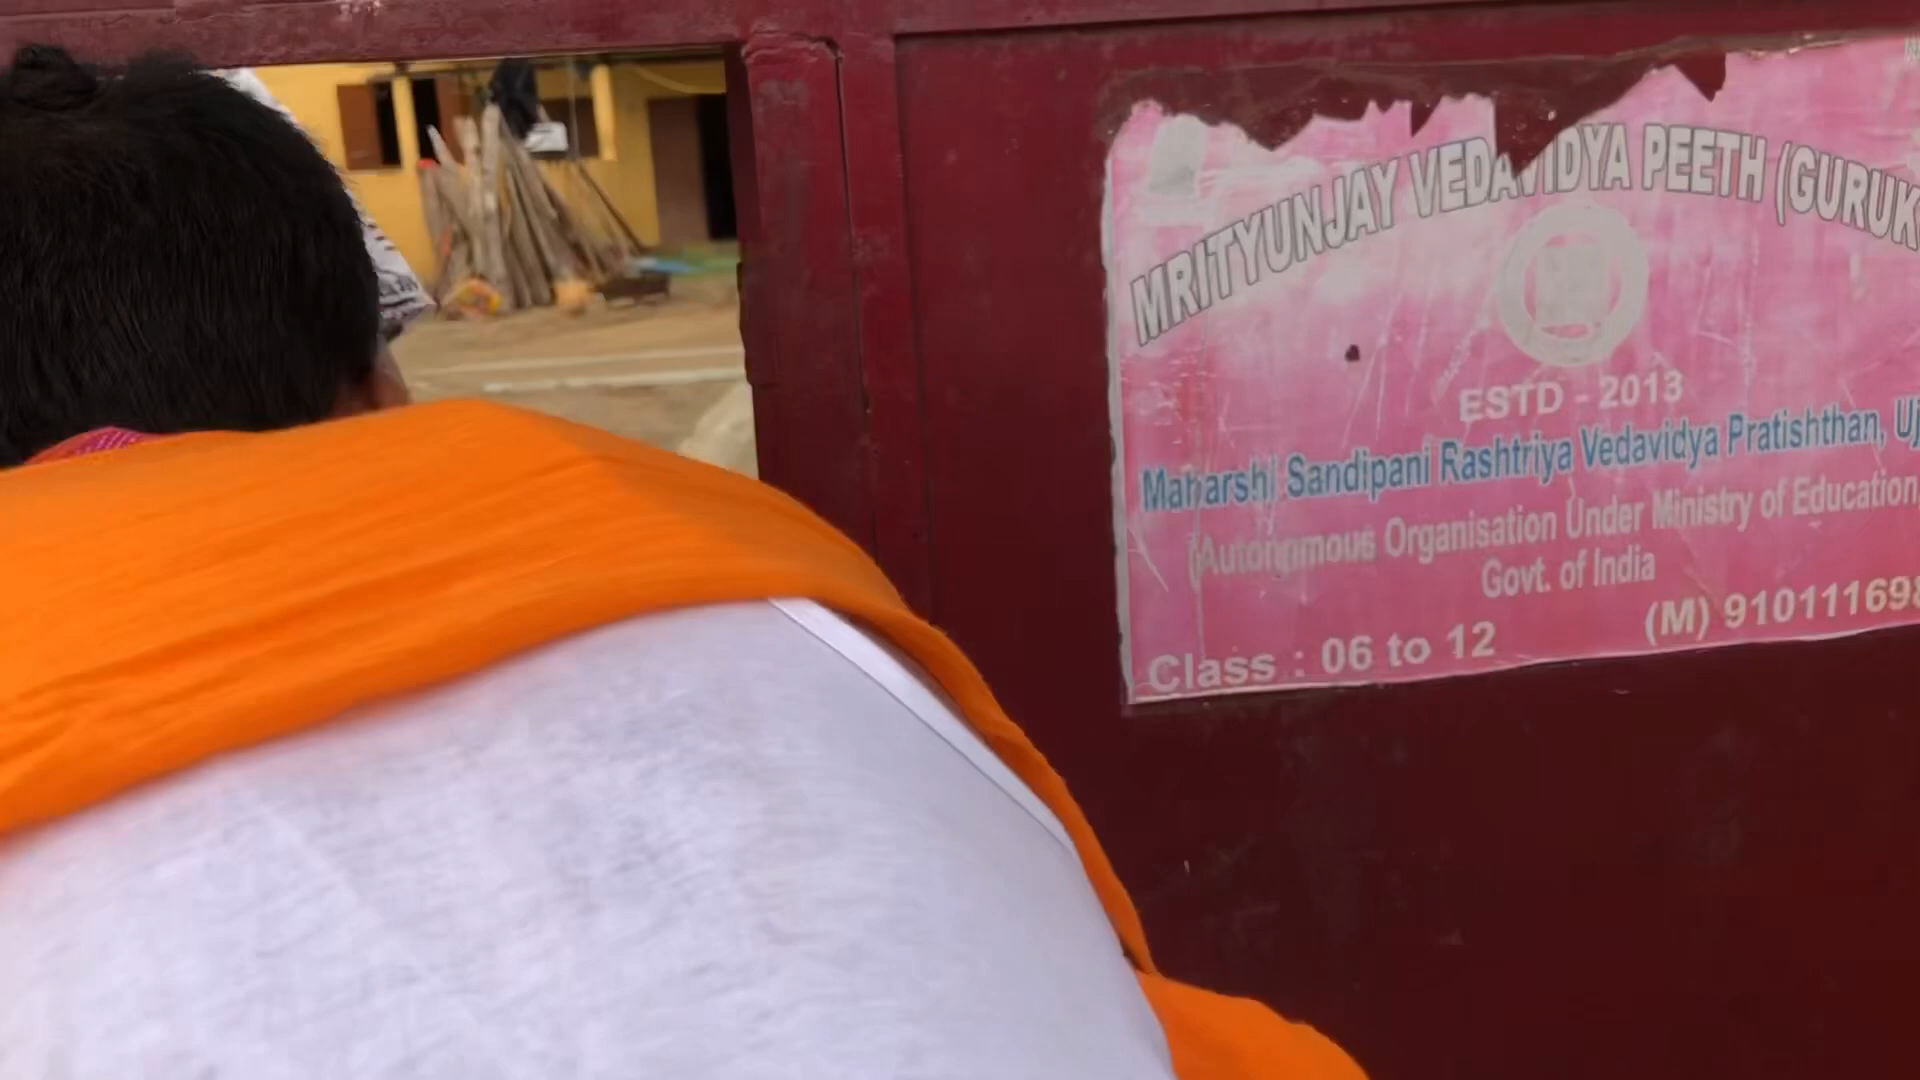 MRITYUNJAY VEDAVIDYA PEETH (GURUK
ESTD - 2013
Maharshi Sandipani Rashtriya Vedavidya Pratishthan, Uj
(Autonomous Organisation Under Ministry of Education,
Govt. of India
(M) 910111698
Class : 06 to 12